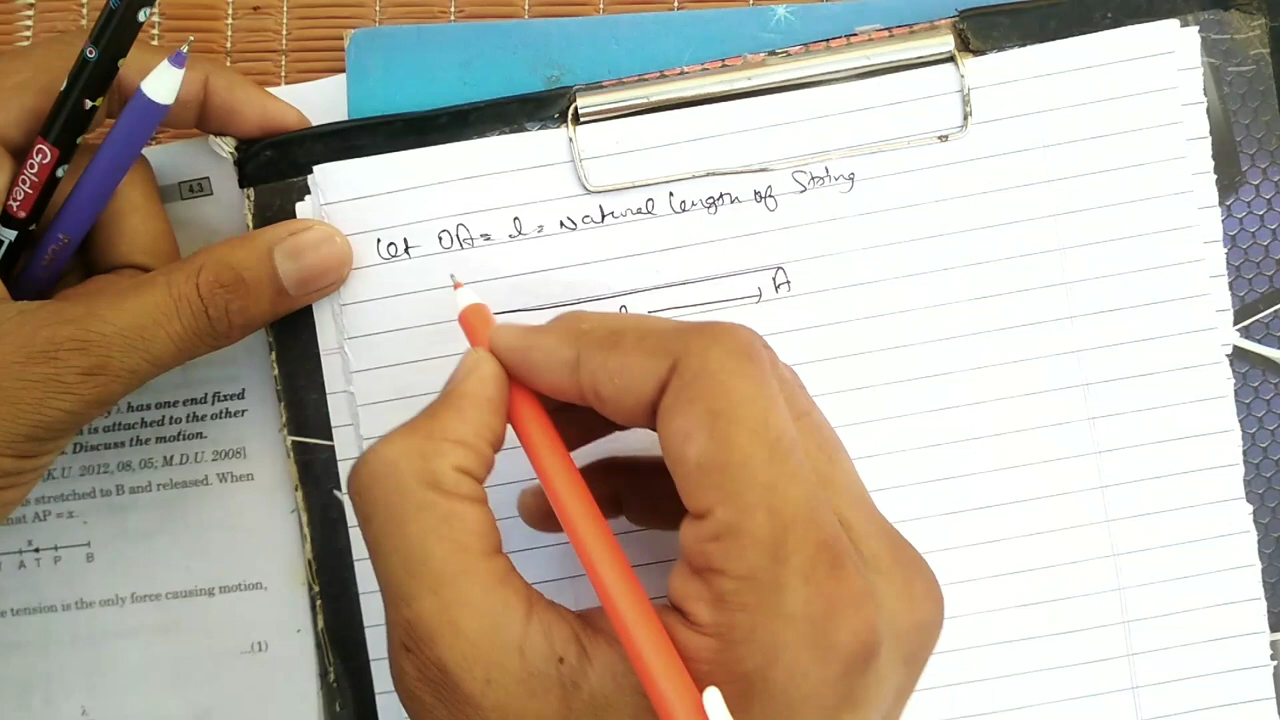 Goldex
4.3
Let OA = l = Natural length of String
A
l
λ has one end fixed
is attached to the other
. Discuss the motion.
[K.U. 2012, 08, 05; M.D.U. 2008]
is stretched to B and released. When
that AP = x.
x
A T P B
e tension is the only force causing motion,
...(1)
λ